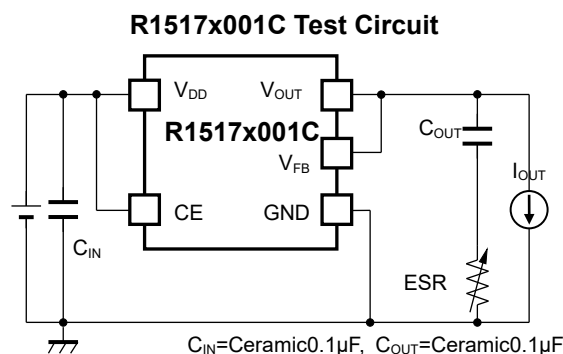 R1517x001C Test Circuit
VDD
VOUT
R1517x001C
VFB
CE
GND
CIN
COUT
IOUT
ESR
CIN=Ceramic0.1μF, COUT=Ceramic0.1μF